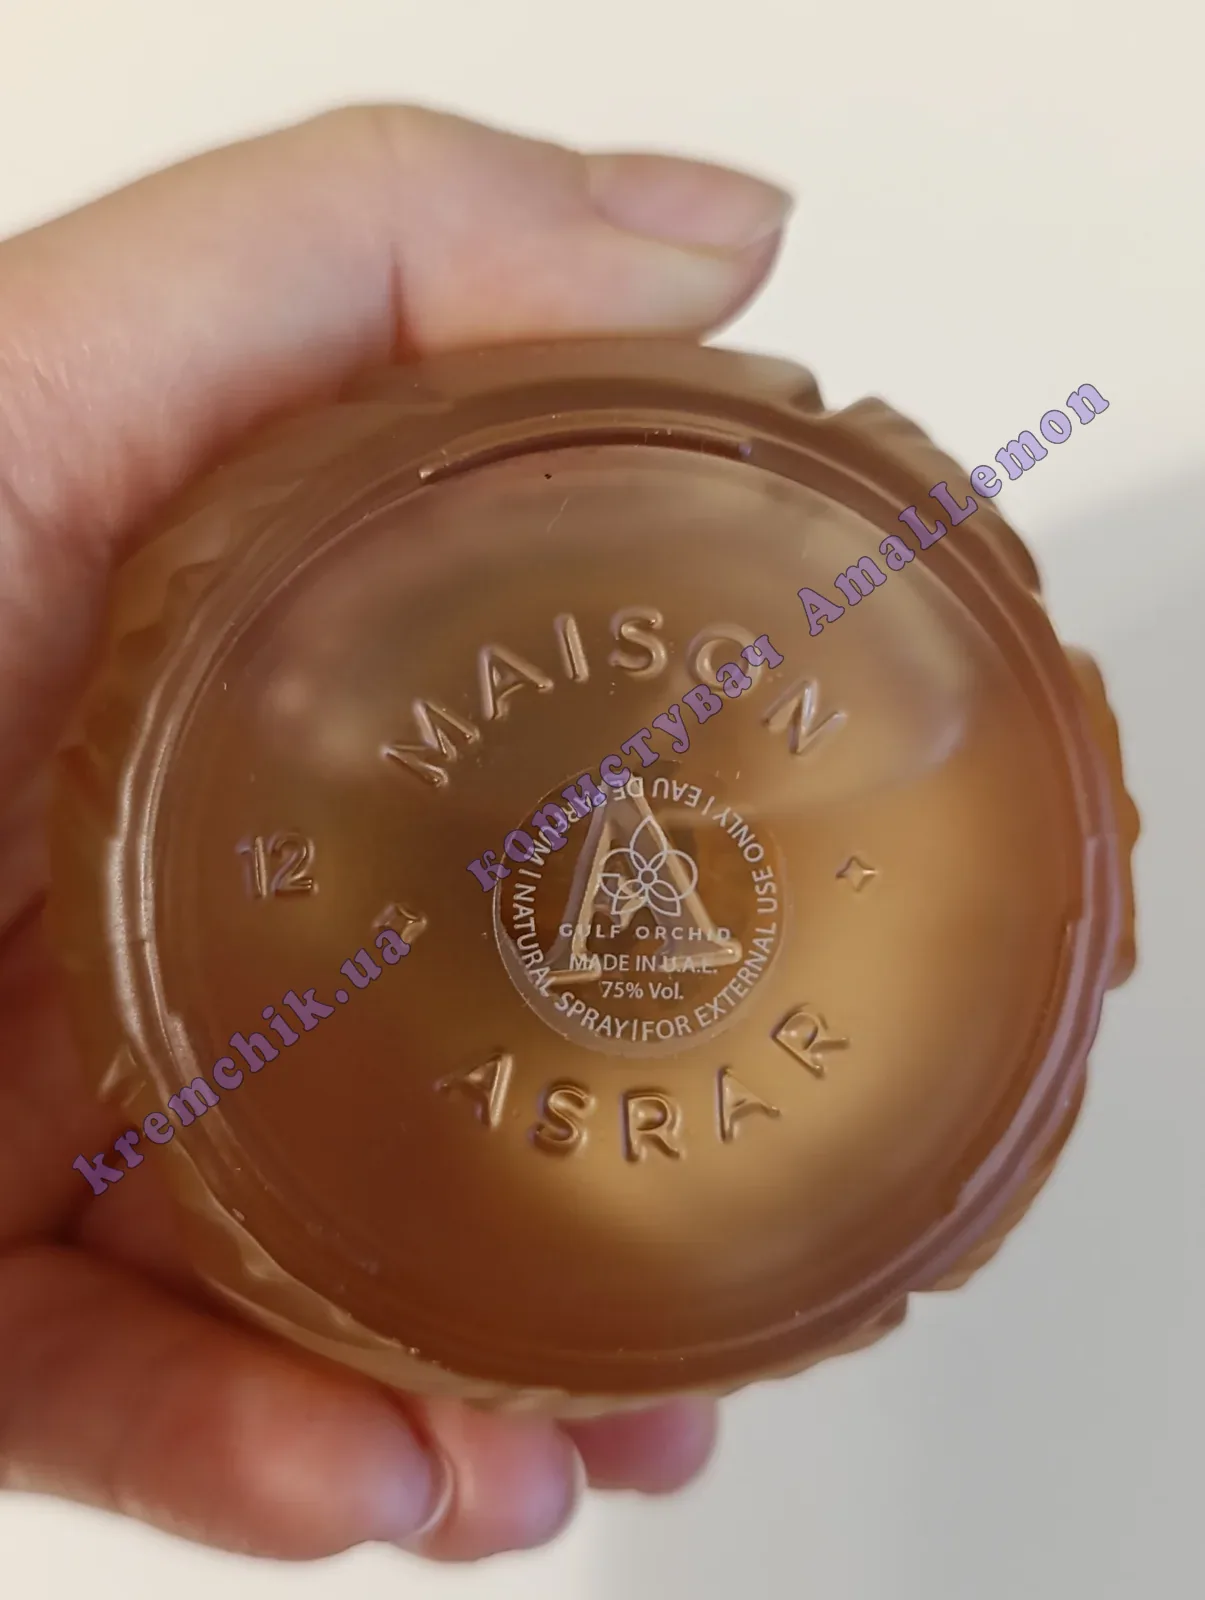 MAISON
12
A
ASRAR
EAU DE PARFUM | NATURAL SPRAY | FOR EXTERNAL USE ONLY |
GULF ORCHID
MADE IN U.A.E.
75% Vol.
kremchik.ua користувач AmaLLemon